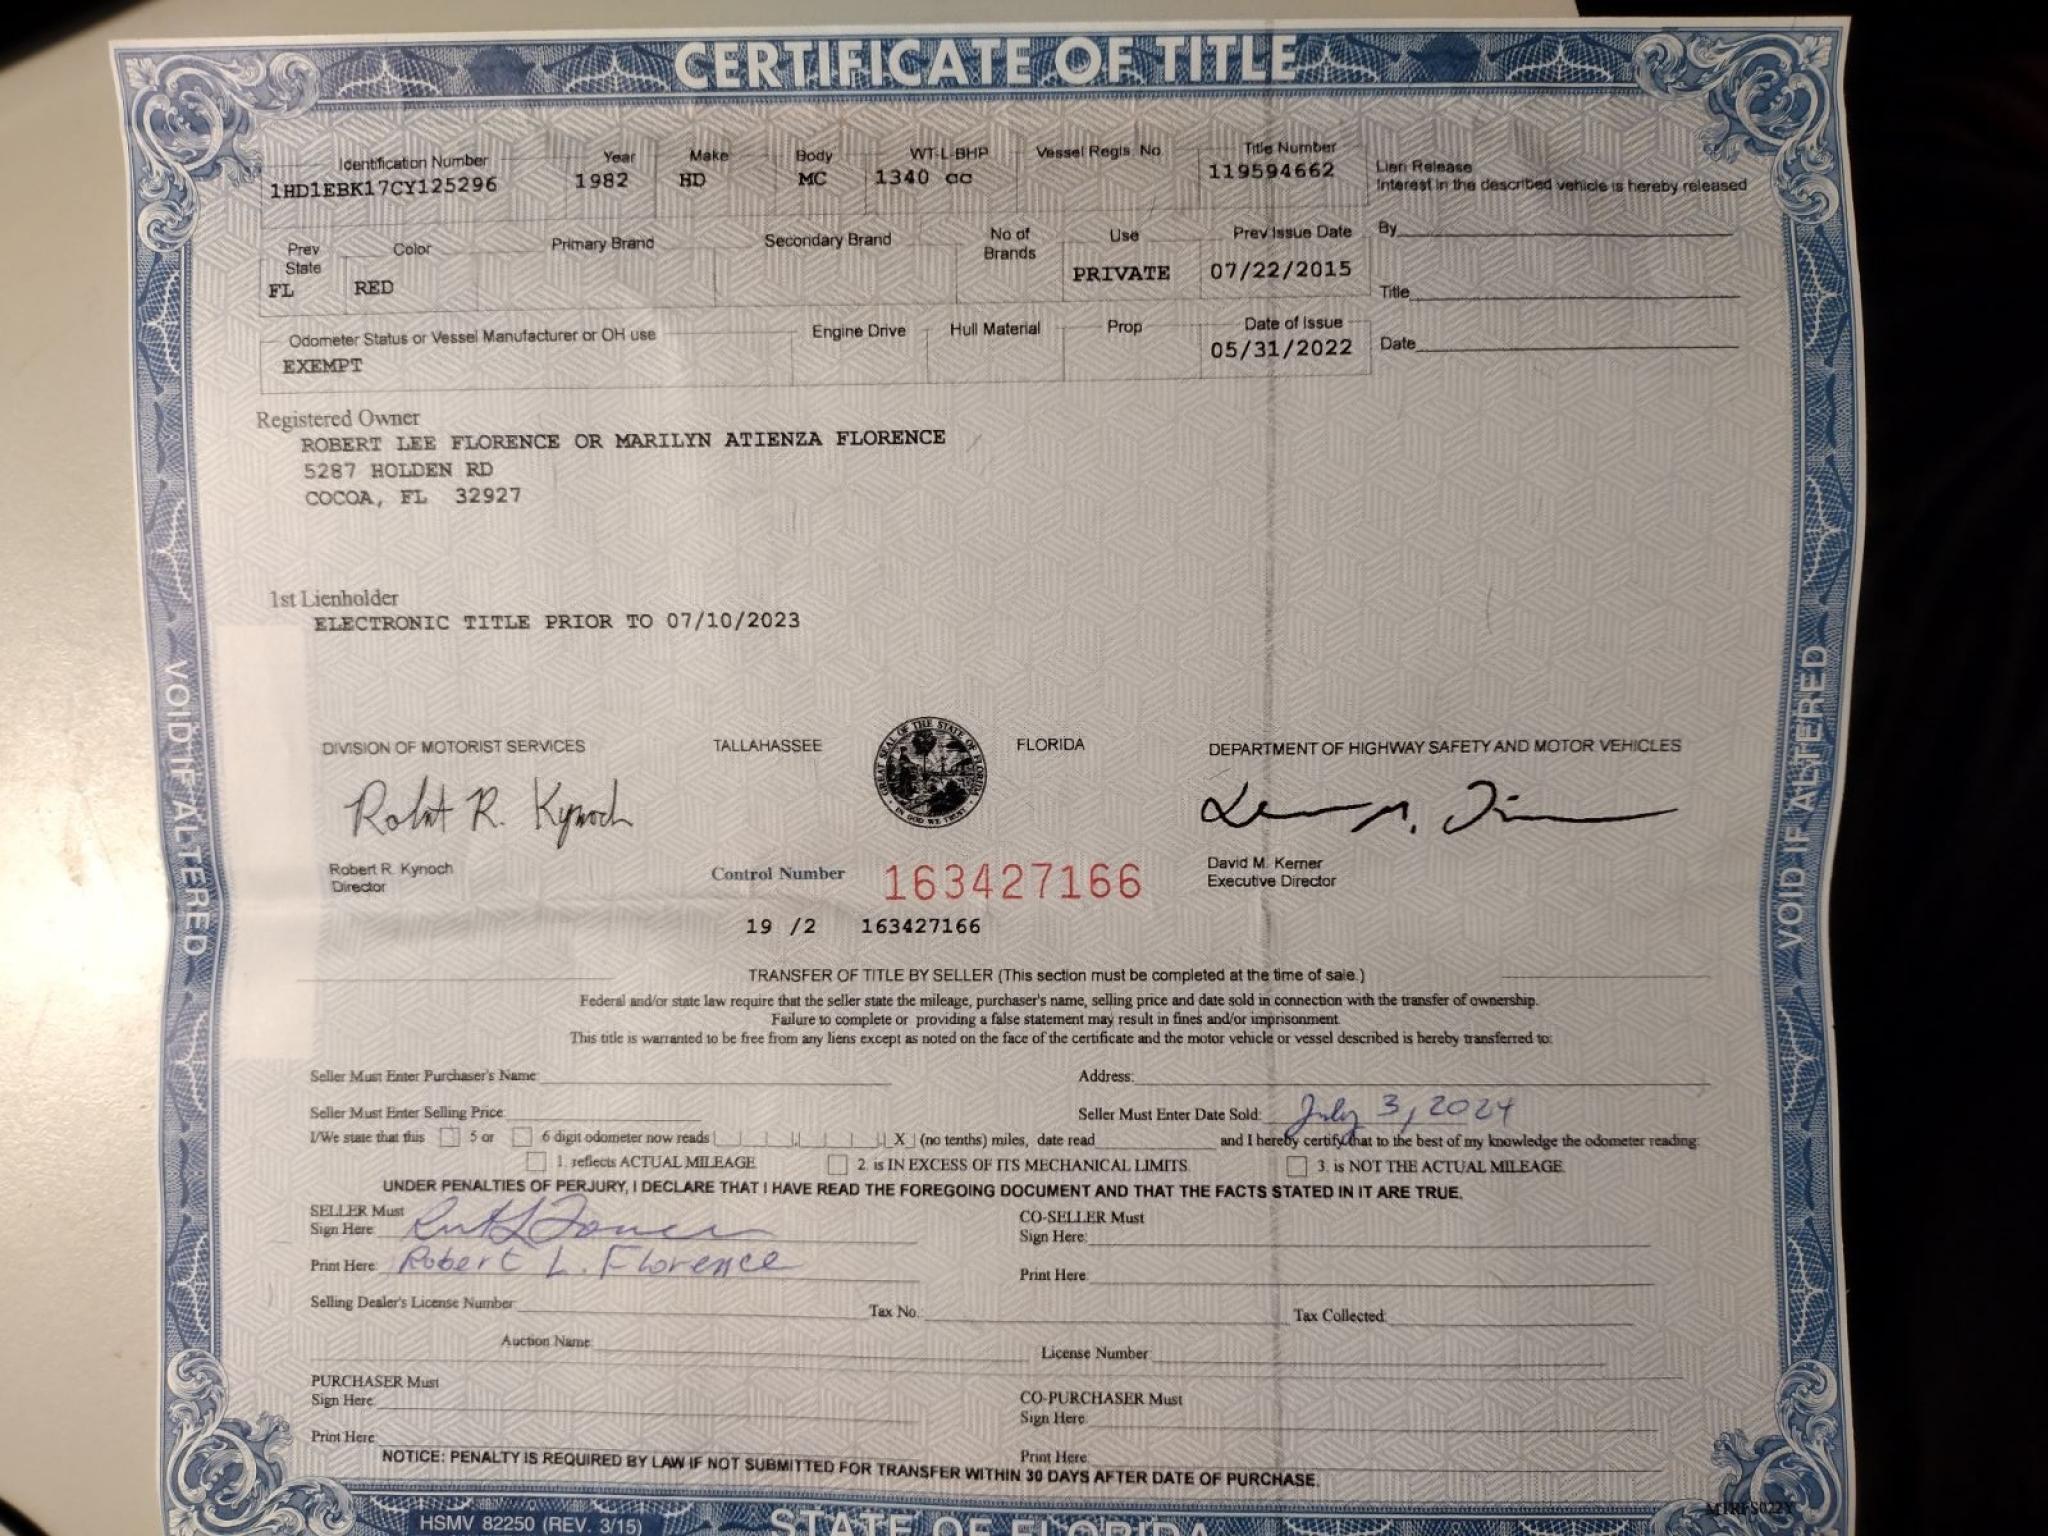 CERTIFICATE OF TITLE
Identification Number Year Make Body WT-L-BHP Vessel Regis. No. Title Number
1HD1EBK17CY125296 1982 HD MC 1340 cc 119594662
Lien Release
Interest in the described vehicle is hereby released
Prev State Color Primary Brand Secondary Brand No of Brands Use Prev Issue Date
FL RED PRIVATE 07/22/2015
By
Title
Odometer Status or Vessel Manufacturer or OH use Engine Drive Hull Material Prop Date of Issue
EXEMPT 05/31/2022
Date
Registered Owner
ROBERT LEE FLORENCE OR MARILYN ATIENZA FLORENCE
5287 HOLDEN RD
COCOA, FL 32927
1st Lienholder
ELECTRONIC TITLE PRIOR TO 07/10/2023
VOID IF ALTERED
VOID IF ALTERED
DIVISION OF MOTORIST SERVICES TALLAHASSEE FLORIDA DEPARTMENT OF HIGHWAY SAFETY AND MOTOR VEHICLES
GREAT SEAL OF THE STATE OF FLORIDA
IN GOD WE TRUST
Robert R. Kynoch
Robert R. Kynoch
Director
Control Number 163427166
David M. Kerner
Executive Director
19 /2 163427166
TRANSFER OF TITLE BY SELLER (This section must be completed at the time of sale.)
Federal and/or state law require that the seller state the mileage, purchaser's name, selling price and date sold in connection with the transfer of ownership.
Failure to complete or providing a false statement may result in fines and/or imprisonment.
This title is warranted to be free from any liens except as noted on the face of the certificate and the motor vehicle or vessel described is hereby transferred to:
Seller Must Enter Purchaser's Name: Address:
Seller Must Enter Selling Price: Seller Must Enter Date Sold: July 3, 2024
I/We state that this 5 or 6 digit odometer now reads X (no tenths) miles, date read and I hereby certify that to the best of my knowledge the odometer reading:
1. reflects ACTUAL MILEAGE. 2. is IN EXCESS OF ITS MECHANICAL LIMITS. 3. is NOT THE ACTUAL MILEAGE.
UNDER PENALTIES OF PERJURY, I DECLARE THAT I HAVE READ THE FOREGOING DOCUMENT AND THAT THE FACTS STATED IN IT ARE TRUE.
SELLER Must
Sign Here:
CO-SELLER Must
Sign Here:
Print Here: Robert L. Florence
Print Here:
Selling Dealer's License Number: Tax No. Tax Collected:
Auction Name: License Number:
PURCHASER Must
Sign Here:
CO-PURCHASER Must
Sign Here:
Print Here:
Print Here:
NOTICE: PENALTY IS REQUIRED BY LAW IF NOT SUBMITTED FOR TRANSFER WITHIN 30 DAYS AFTER DATE OF PURCHASE.
HSMV 82250 (REV. 3/15) STATE OF FLORIDA